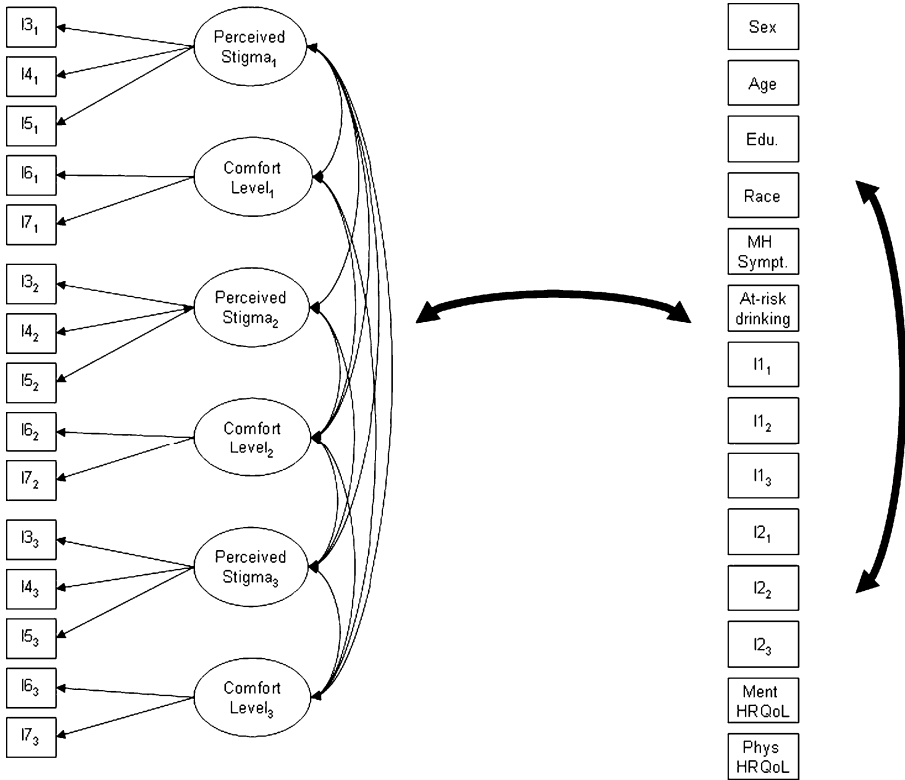 I3₁
I4₁
I5₁
I6₁
I7₁
I3₂
I4₂
I5₂
I6₂
I7₂
I3₃
I4₃
I5₃
I6₃
I7₃
Perceived
Stigma₁
Comfort
Level₁
Perceived
Stigma₂
Comfort
Level₂
Perceived
Stigma₃
Comfort
Level₃
Sex
Age
Edu.
Race
MH
Sympt.
At-risk
drinking
I1₁
I1₂
I1₃
I2₁
I2₂
I2₃
Ment
HRQoL
Phys
HRQoL